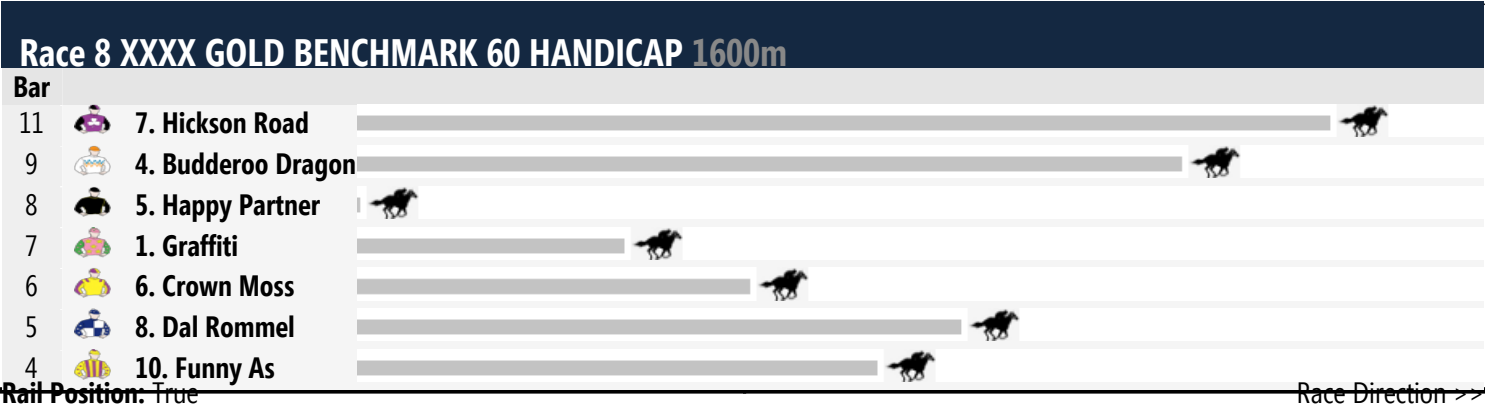 Race 8 XXXX GOLD BENCHMARK 60 HANDICAP 1600m
Bar
11 7. Hickson Road
9 4. Budderoo Dragon
8 5. Happy Partner
7 1. Graffiti
6 6. Crown Moss
5 8. Dal Rommel
4 10. Funny As
Rail Position: True Race Direction >>